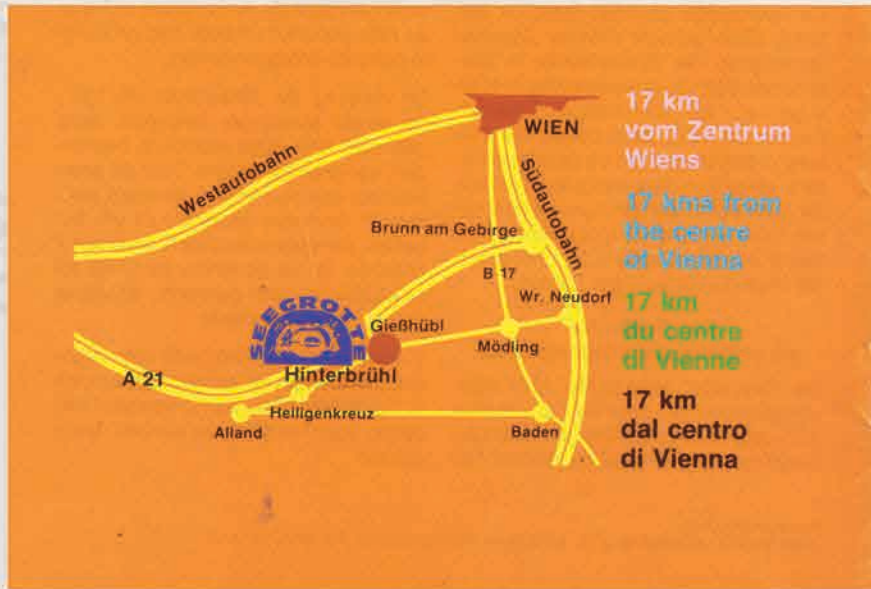 WIEN
Westautobahn
Südautobahn
Brunn am Gebirge
B 17
Wr. Neudorf
SEEGROTTE
Gießhübl
Mödling
Hinterbrühl
A 21
Heiligenkreuz
Alland
Baden
17 km
vom Zentrum
Wiens
17 kms from
the centre
of Vienna
17 km
du centre
di Vienne
17 km
dal centro
di Vienna